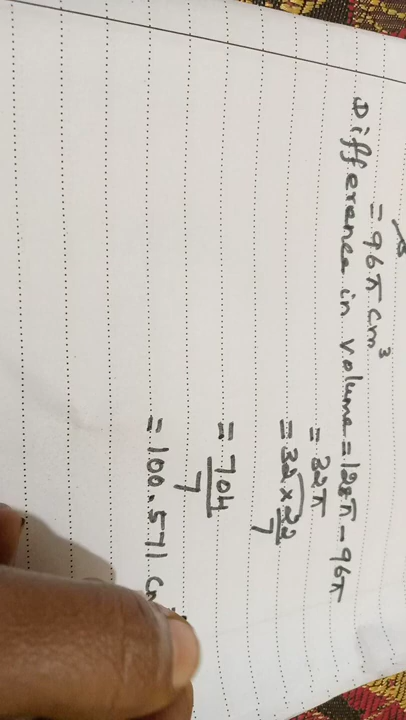 = 96π cm³
Difference in volume = 128π - 96π
= 32π
= 32 × 22/7
= 704/7
= 100.571